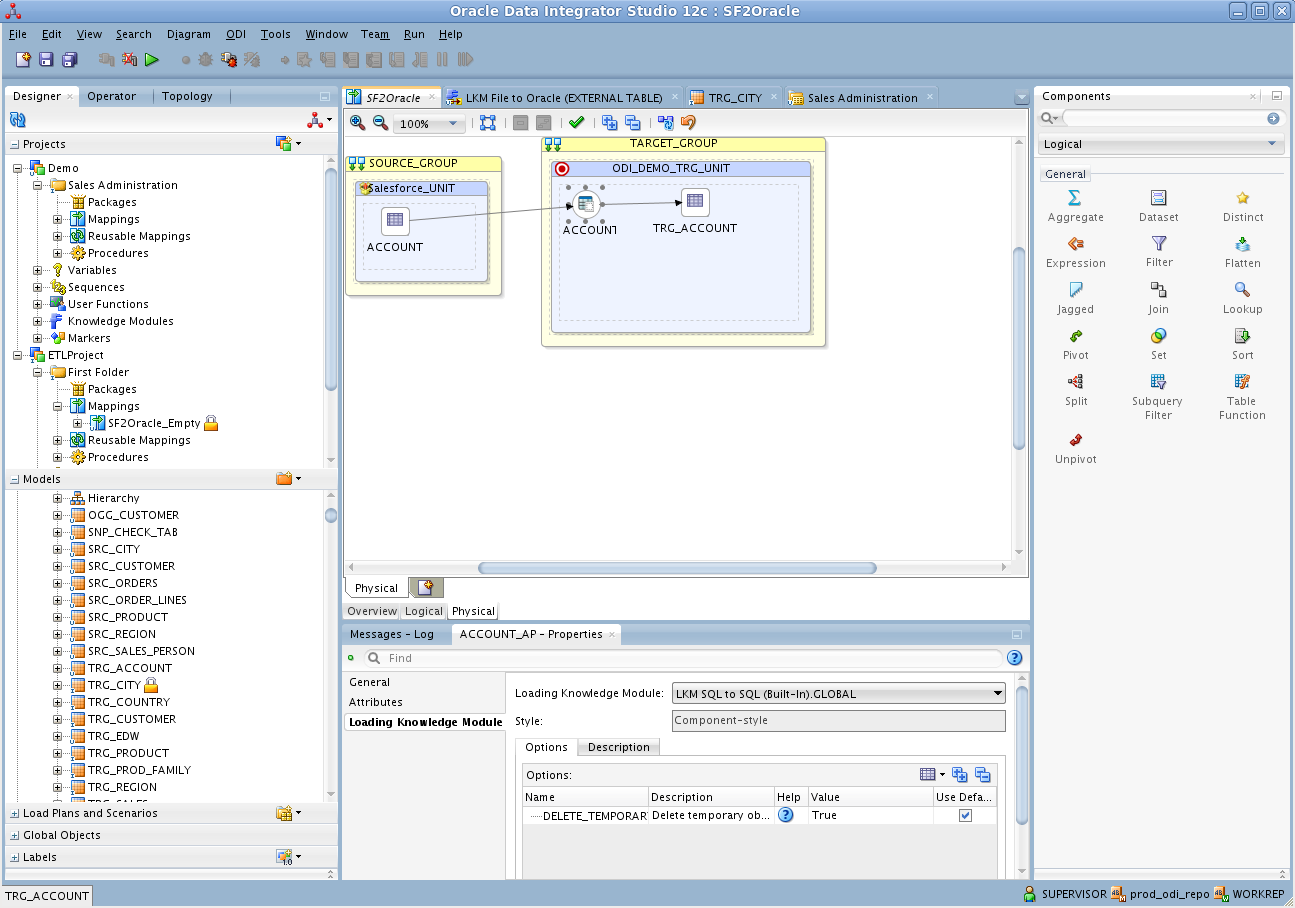 Oracle Data Integrator Studio 12c : SF2Oracle
File Edit View Search Diagram ODI Tools Window Team Run Help
Designer Operator Topology
Projects
Demo
Sales Administration
Packages
Mappings
Reusable Mappings
Procedures
Variables
Sequences
User Functions
Knowledge Modules
Markers
ETLProject
First Folder
Packages
Mappings
SF2Oracle_Empty
Reusable Mappings
Procedures
Models
Hierarchy
OGG_CUSTOMER
SNP_CHECK_TAB
SRC_CITY
SRC_CUSTOMER
SRC_ORDERS
SRC_ORDER_LINES
SRC_PRODUCT
SRC_REGION
SRC_SALES_PERSON
TRG_ACCOUNT
TRG_CITY
TRG_COUNTRY
TRG_CUSTOMER
TRG_EDW
TRG_PRODUCT
TRG_PROD_FAMILY
TRG_REGION
Load Plans and Scenarios
Global Objects
Labels
TRG_ACCOUNT
SF2Oracle LKM File to Oracle (EXTERNAL TABLE) TRG_CITY Sales Administration
100%
SOURCE_GROUP
Salesforce_UNIT
ACCOUNT
TARGET_GROUP
ODI_DEMO_TRG_UNIT
ACCOUNT
TRG_ACCOUNT
Physical
Overview Logical Physical
Messages - Log ACCOUNT_AP - Properties
Find
General
Attributes
Loading Knowledge Module
Loading Knowledge Module: LKM SQL to SQL (Built-In).GLOBAL
Style: Component-style
Options Description
Options:
Name Description Help Value Use Defa...
DELETE_TEMPORAR Delete temporary ob... True
Components
Logical
General
Aggregate Dataset Distinct
Expression Filter Flatten
Jagged Join Lookup
Pivot Set Sort
Split Subquery Filter Table Function
Unpivot
SUPERVISOR prod_odi_repo WORKREP